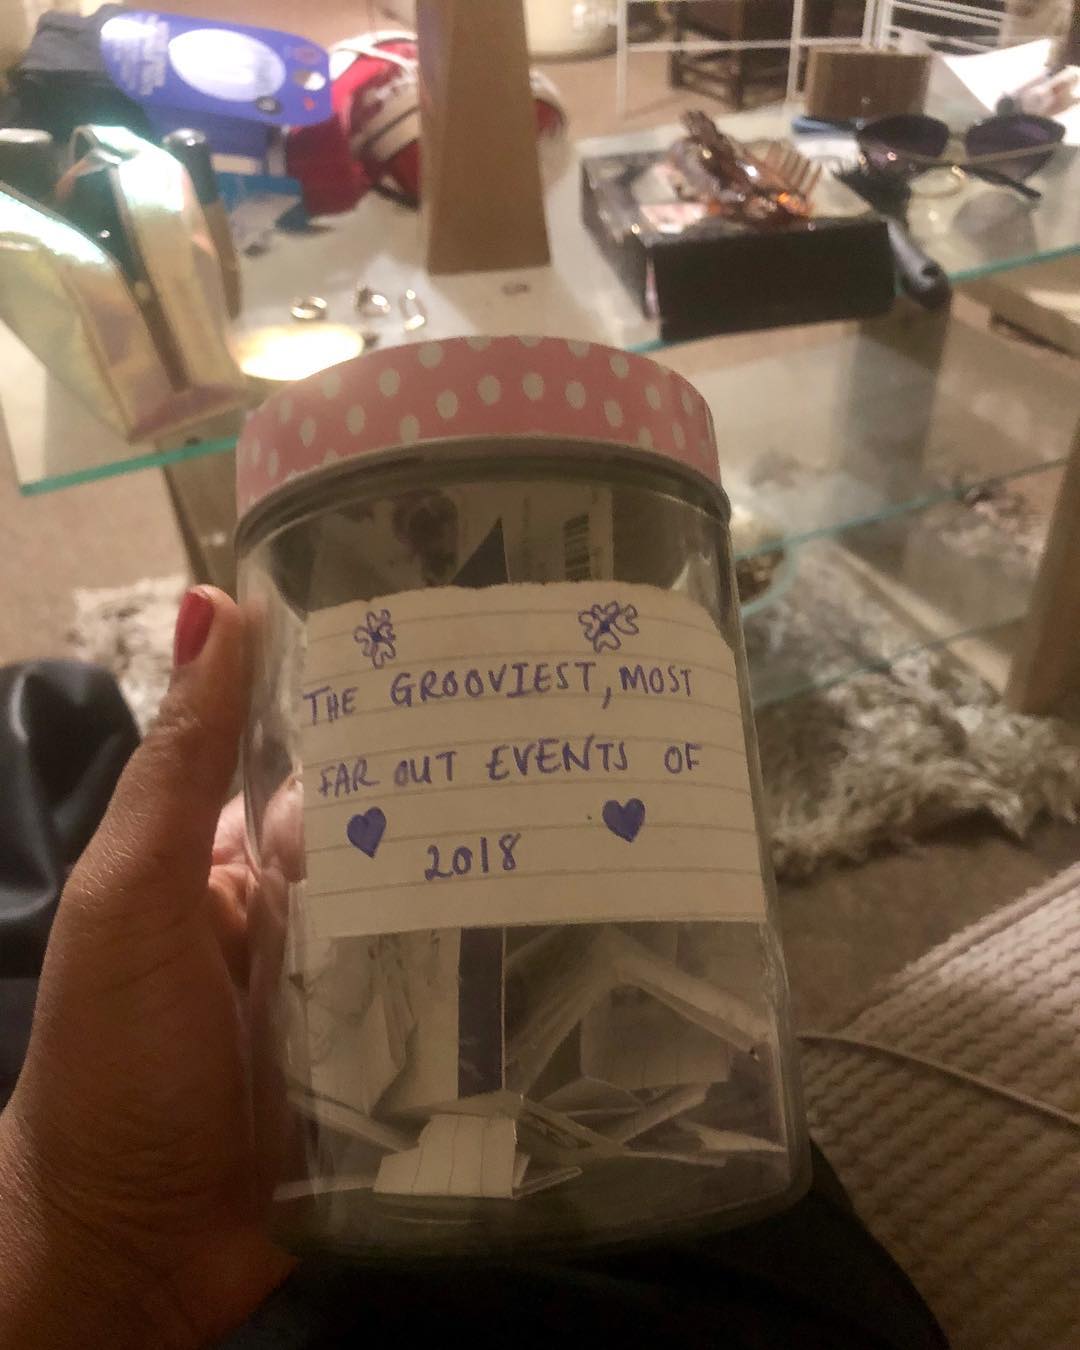 THE GROOVIEST, MOST
FAR OUT EVENTS OF
2018